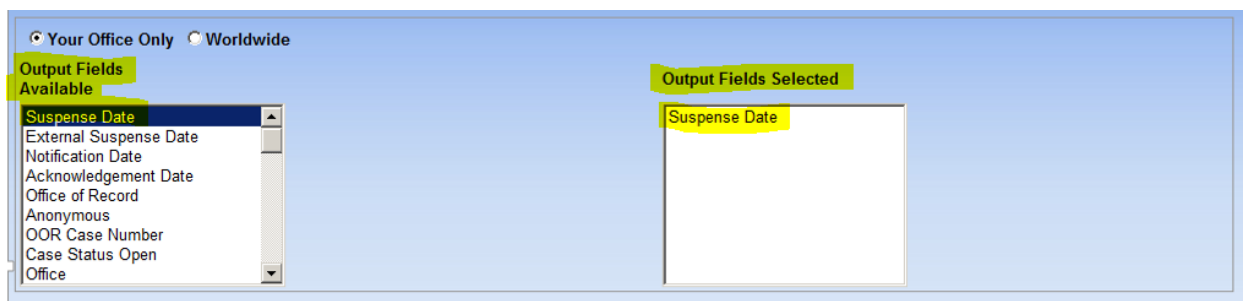 Your Office Only Worldwide
Output Fields
Available
Output Fields Selected
Suspense Date
External Suspense Date
Notification Date
Acknowledgement Date
Office of Record
Anonymous
OOR Case Number
Case Status Open
Office
Suspense Date